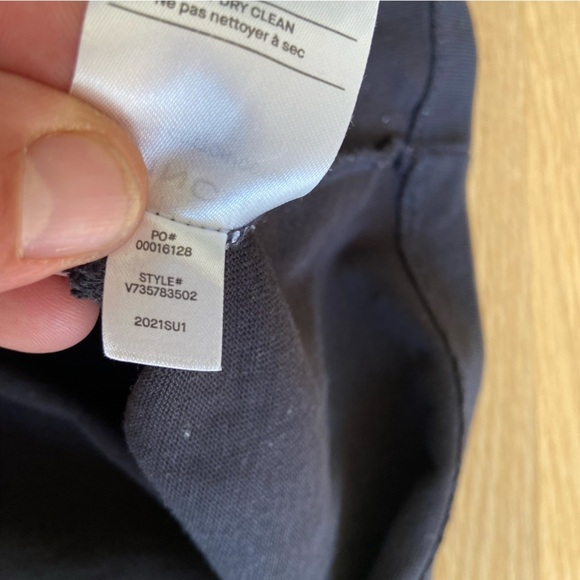 DRY CLEAN
Ne pas nettoyer à sec
PO#
00016128
STYLE#
V735783502
2021SU1